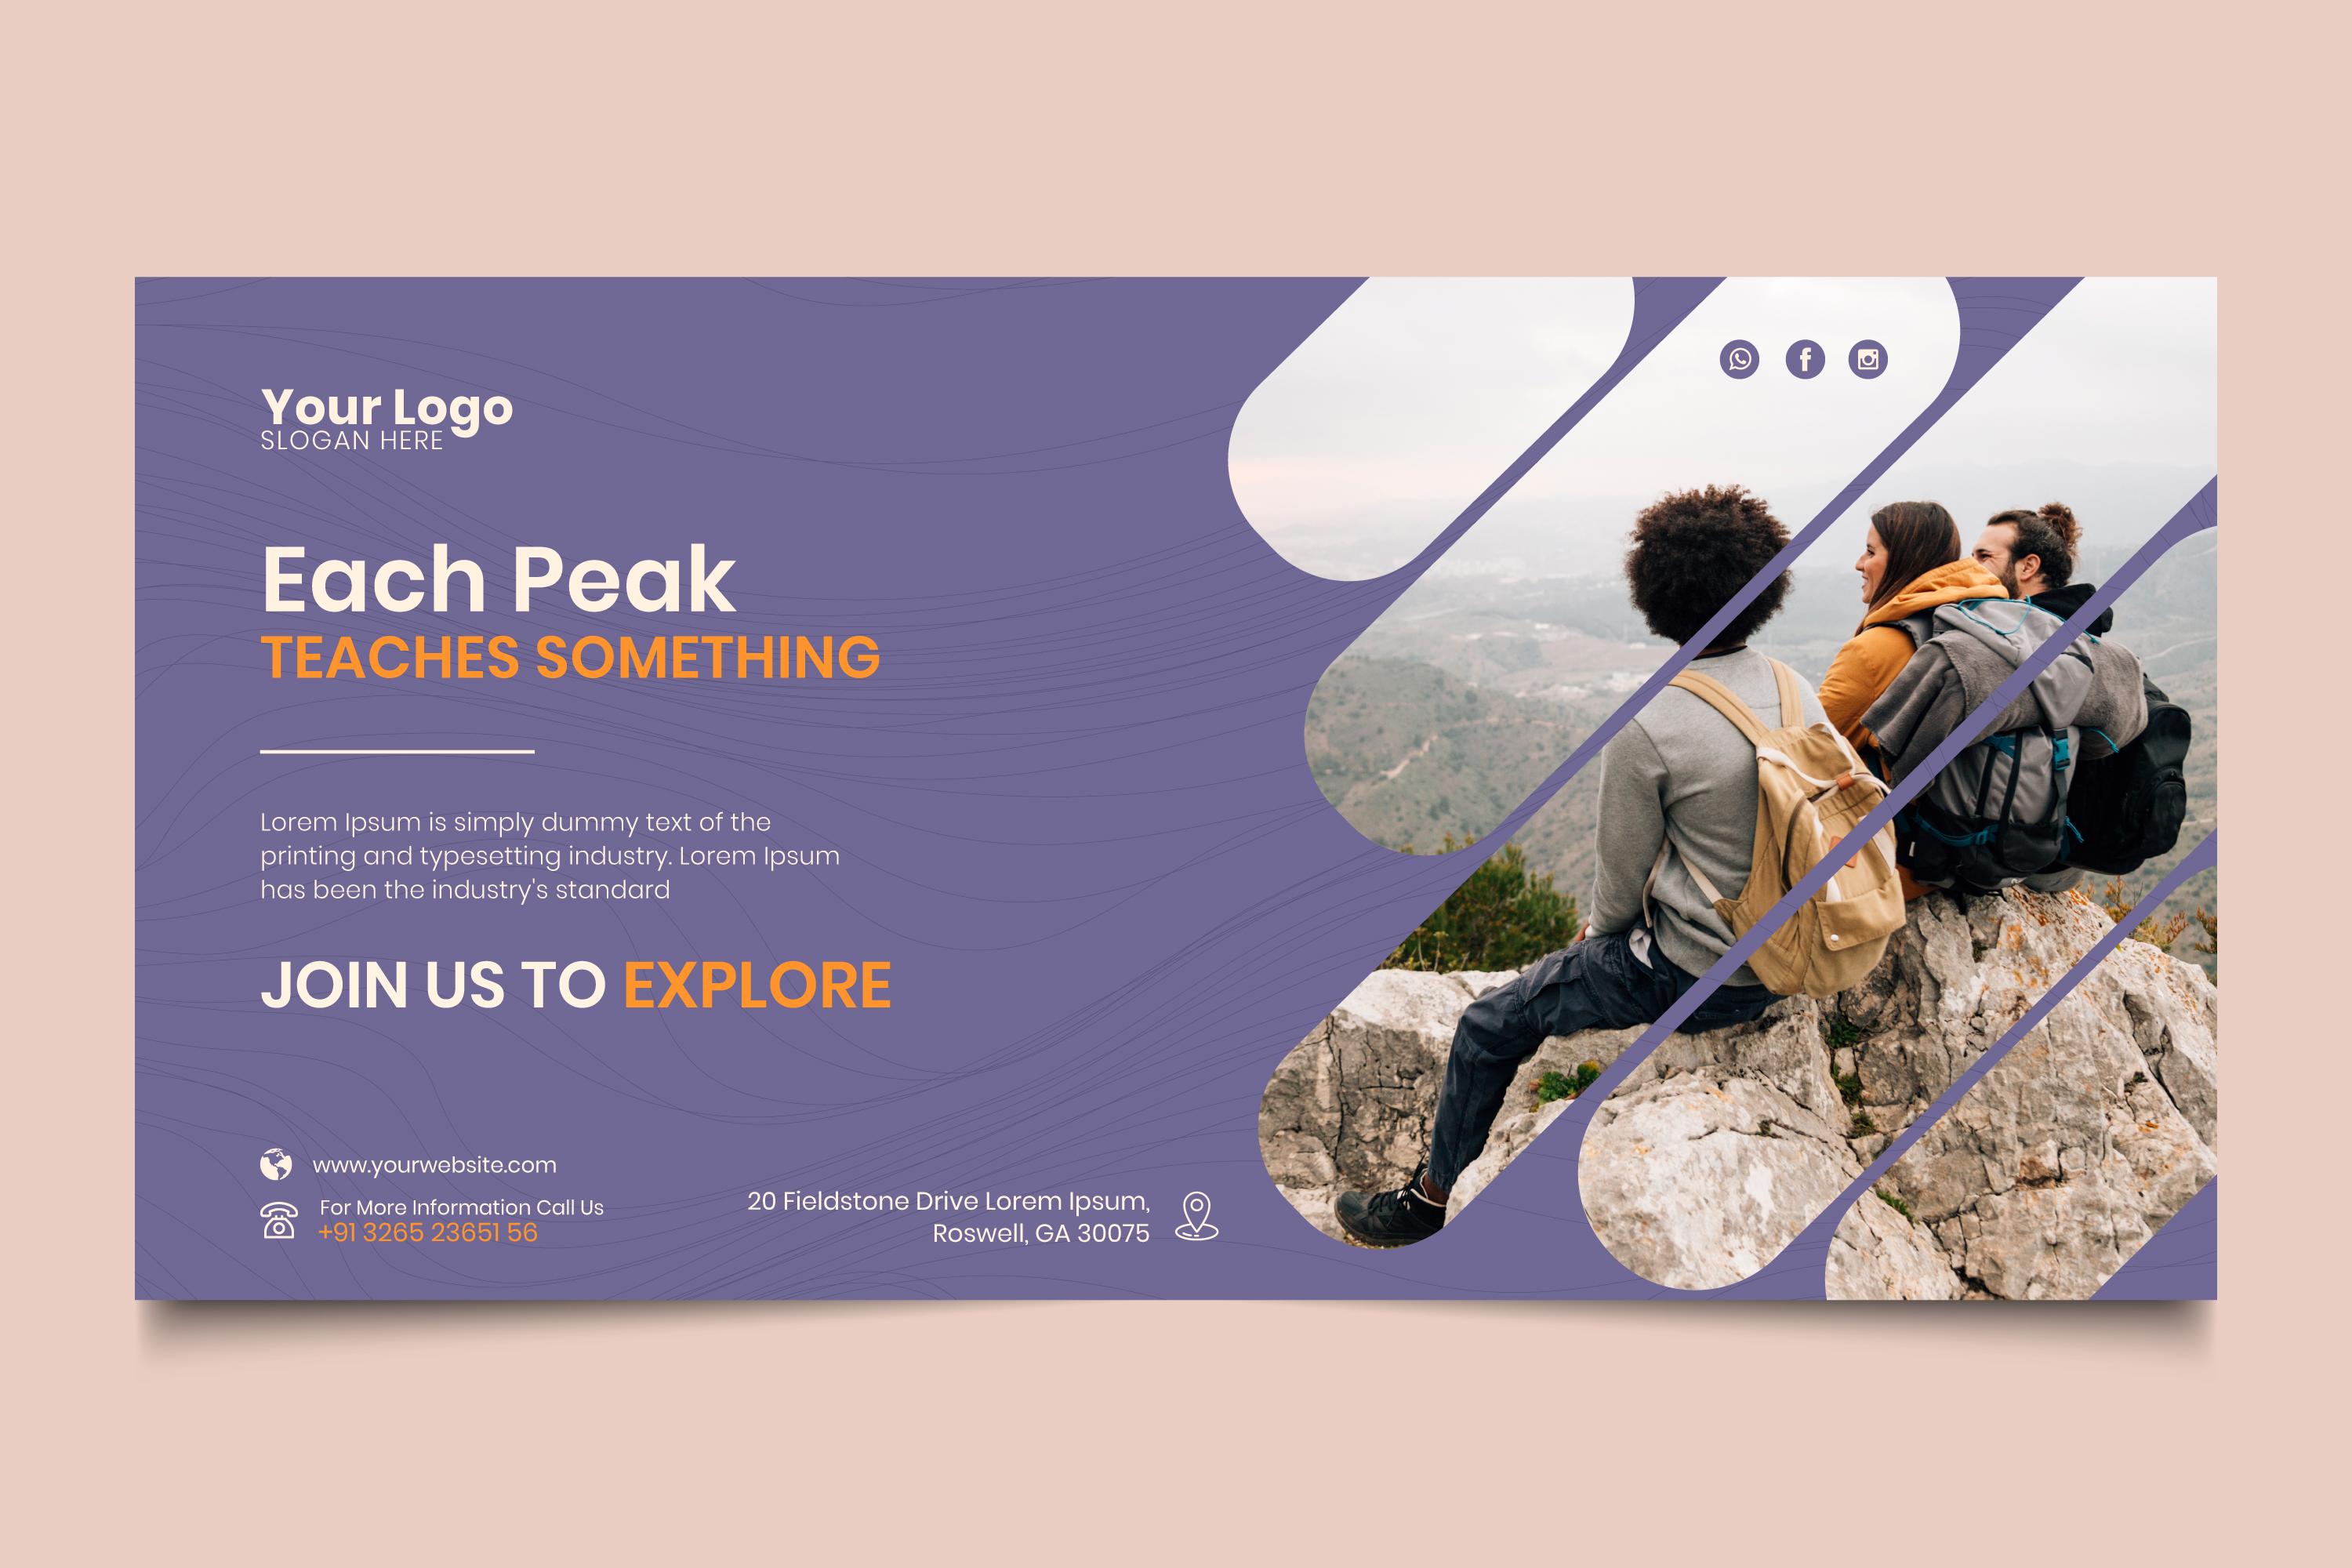 Your Logo
SLOGAN HERE
Each Peak
TEACHES SOMETHING
Lorem Ipsum is simply dummy text of the
printing and typesetting industry. Lorem Ipsum
has been the industry's standard
JOIN US TO EXPLORE
www.yourwebsite.com
For More Information Call Us
+91 3265 23651 56
20 Fieldstone Drive Lorem Ipsum,
Roswell, GA 30075